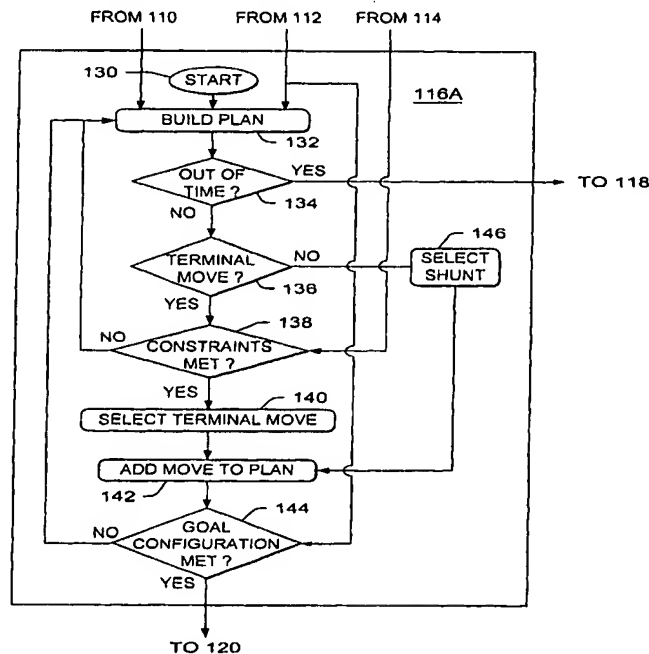 FROM 110
FROM 112
FROM 114
130
START
116A
BUILD PLAN
132
OUT OF
TIME ?
YES
134
NO
TO 118
146
TERMINAL
MOVE ?
NO
136
SELECT
SHUNT
YES
138
NO
CONSTRAINTS
MET ?
YES
140
SELECT TERMINAL MOVE
ADD MOVE TO PLAN
142
144
NO
GOAL
CONFIGURATION
MET ?
YES
TO 120